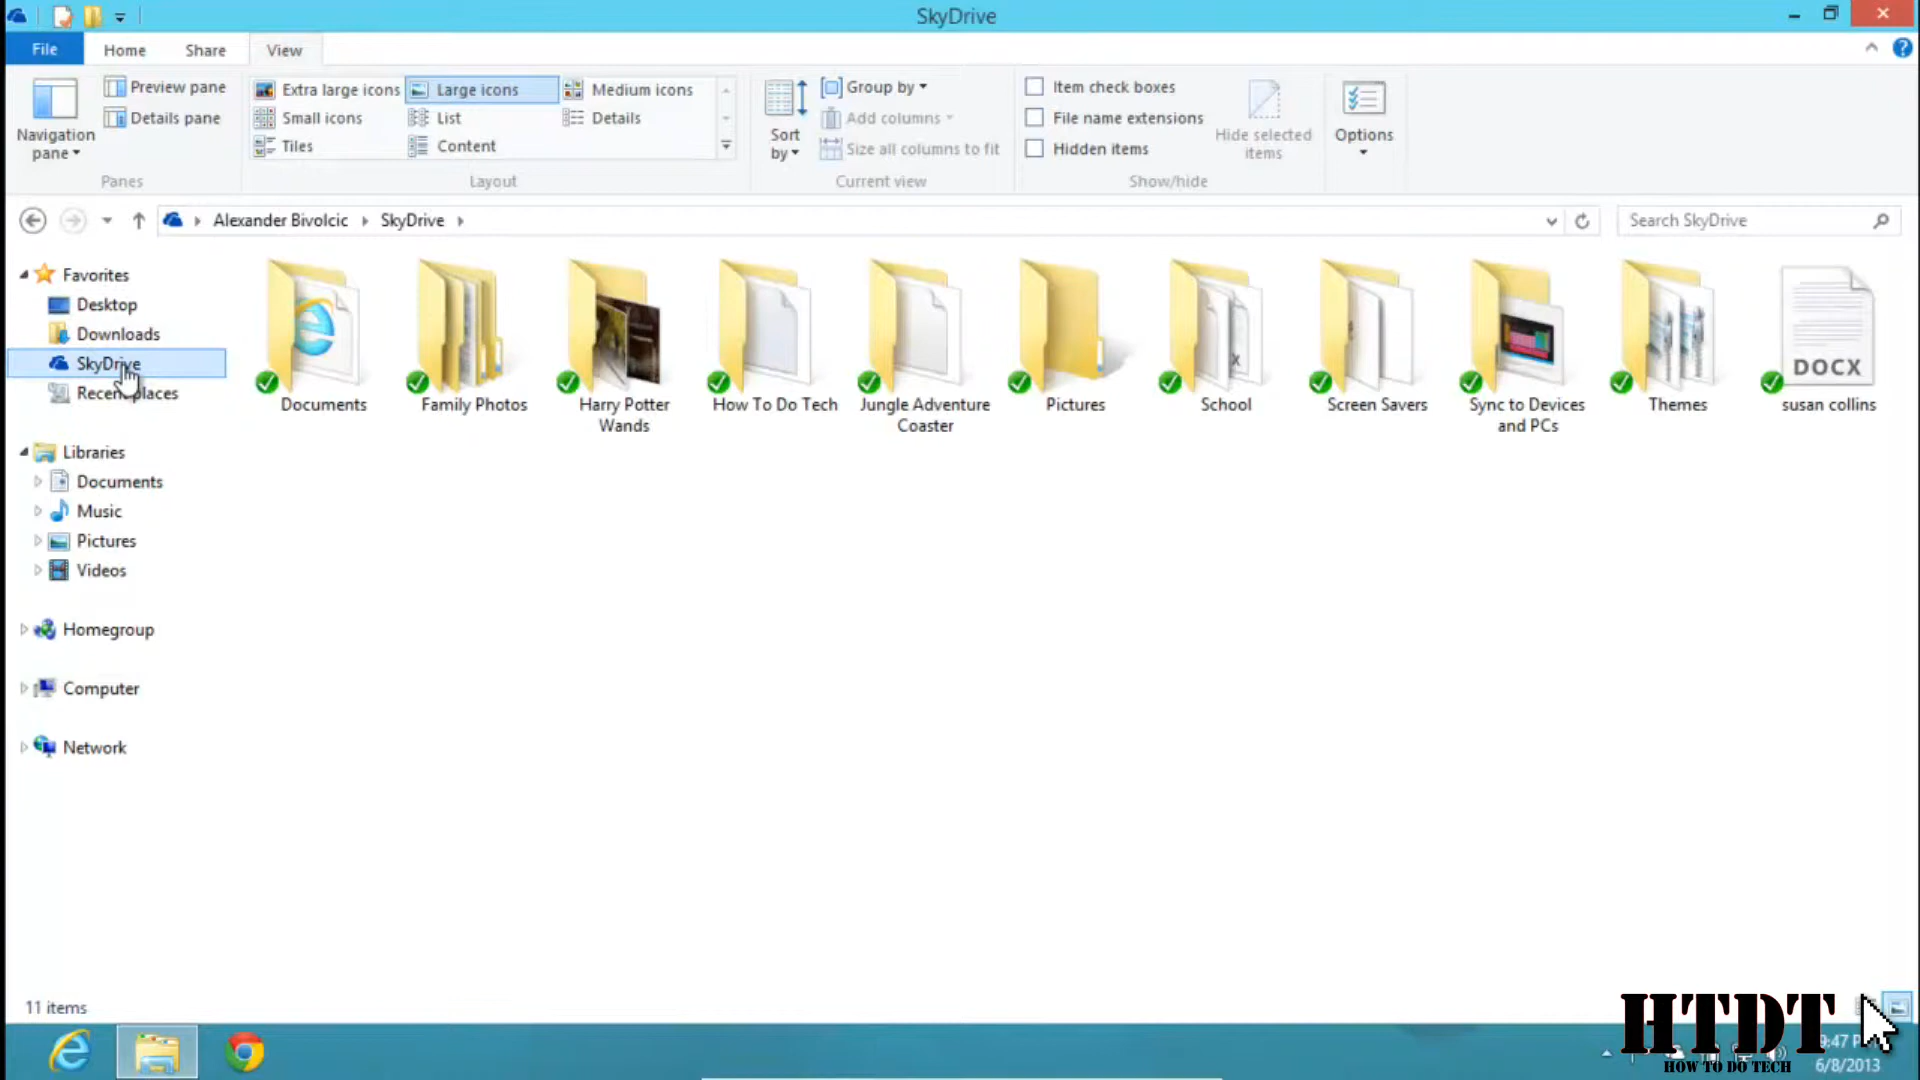 SkyDrive
File Home Share View
Navigation pane
Preview pane
Details pane
Panes
Extra large icons Large icons Medium icons
Small icons List Details
Tiles Content
Layout
Sort by
Group by
Add columns
Size all columns to fit
Current view
Item check boxes
File name extensions
Hidden items
Hide selected items
Show/hide
Options
Alexander Bivolcic SkyDrive
Search SkyDrive
Favorites
Desktop
Downloads
SkyDrive
Recent places
Libraries
Documents
Music
Pictures
Videos
Homegroup
Computer
Network
Documents
Family Photos
Harry Potter Wands
How To Do Tech
Jungle Adventure Coaster
Pictures
School
Screen Savers
Sync to Devices and PCs
Themes
DOCX
susan collins
11 items
HTDT
HOW TO DO TECH
6/8/2013